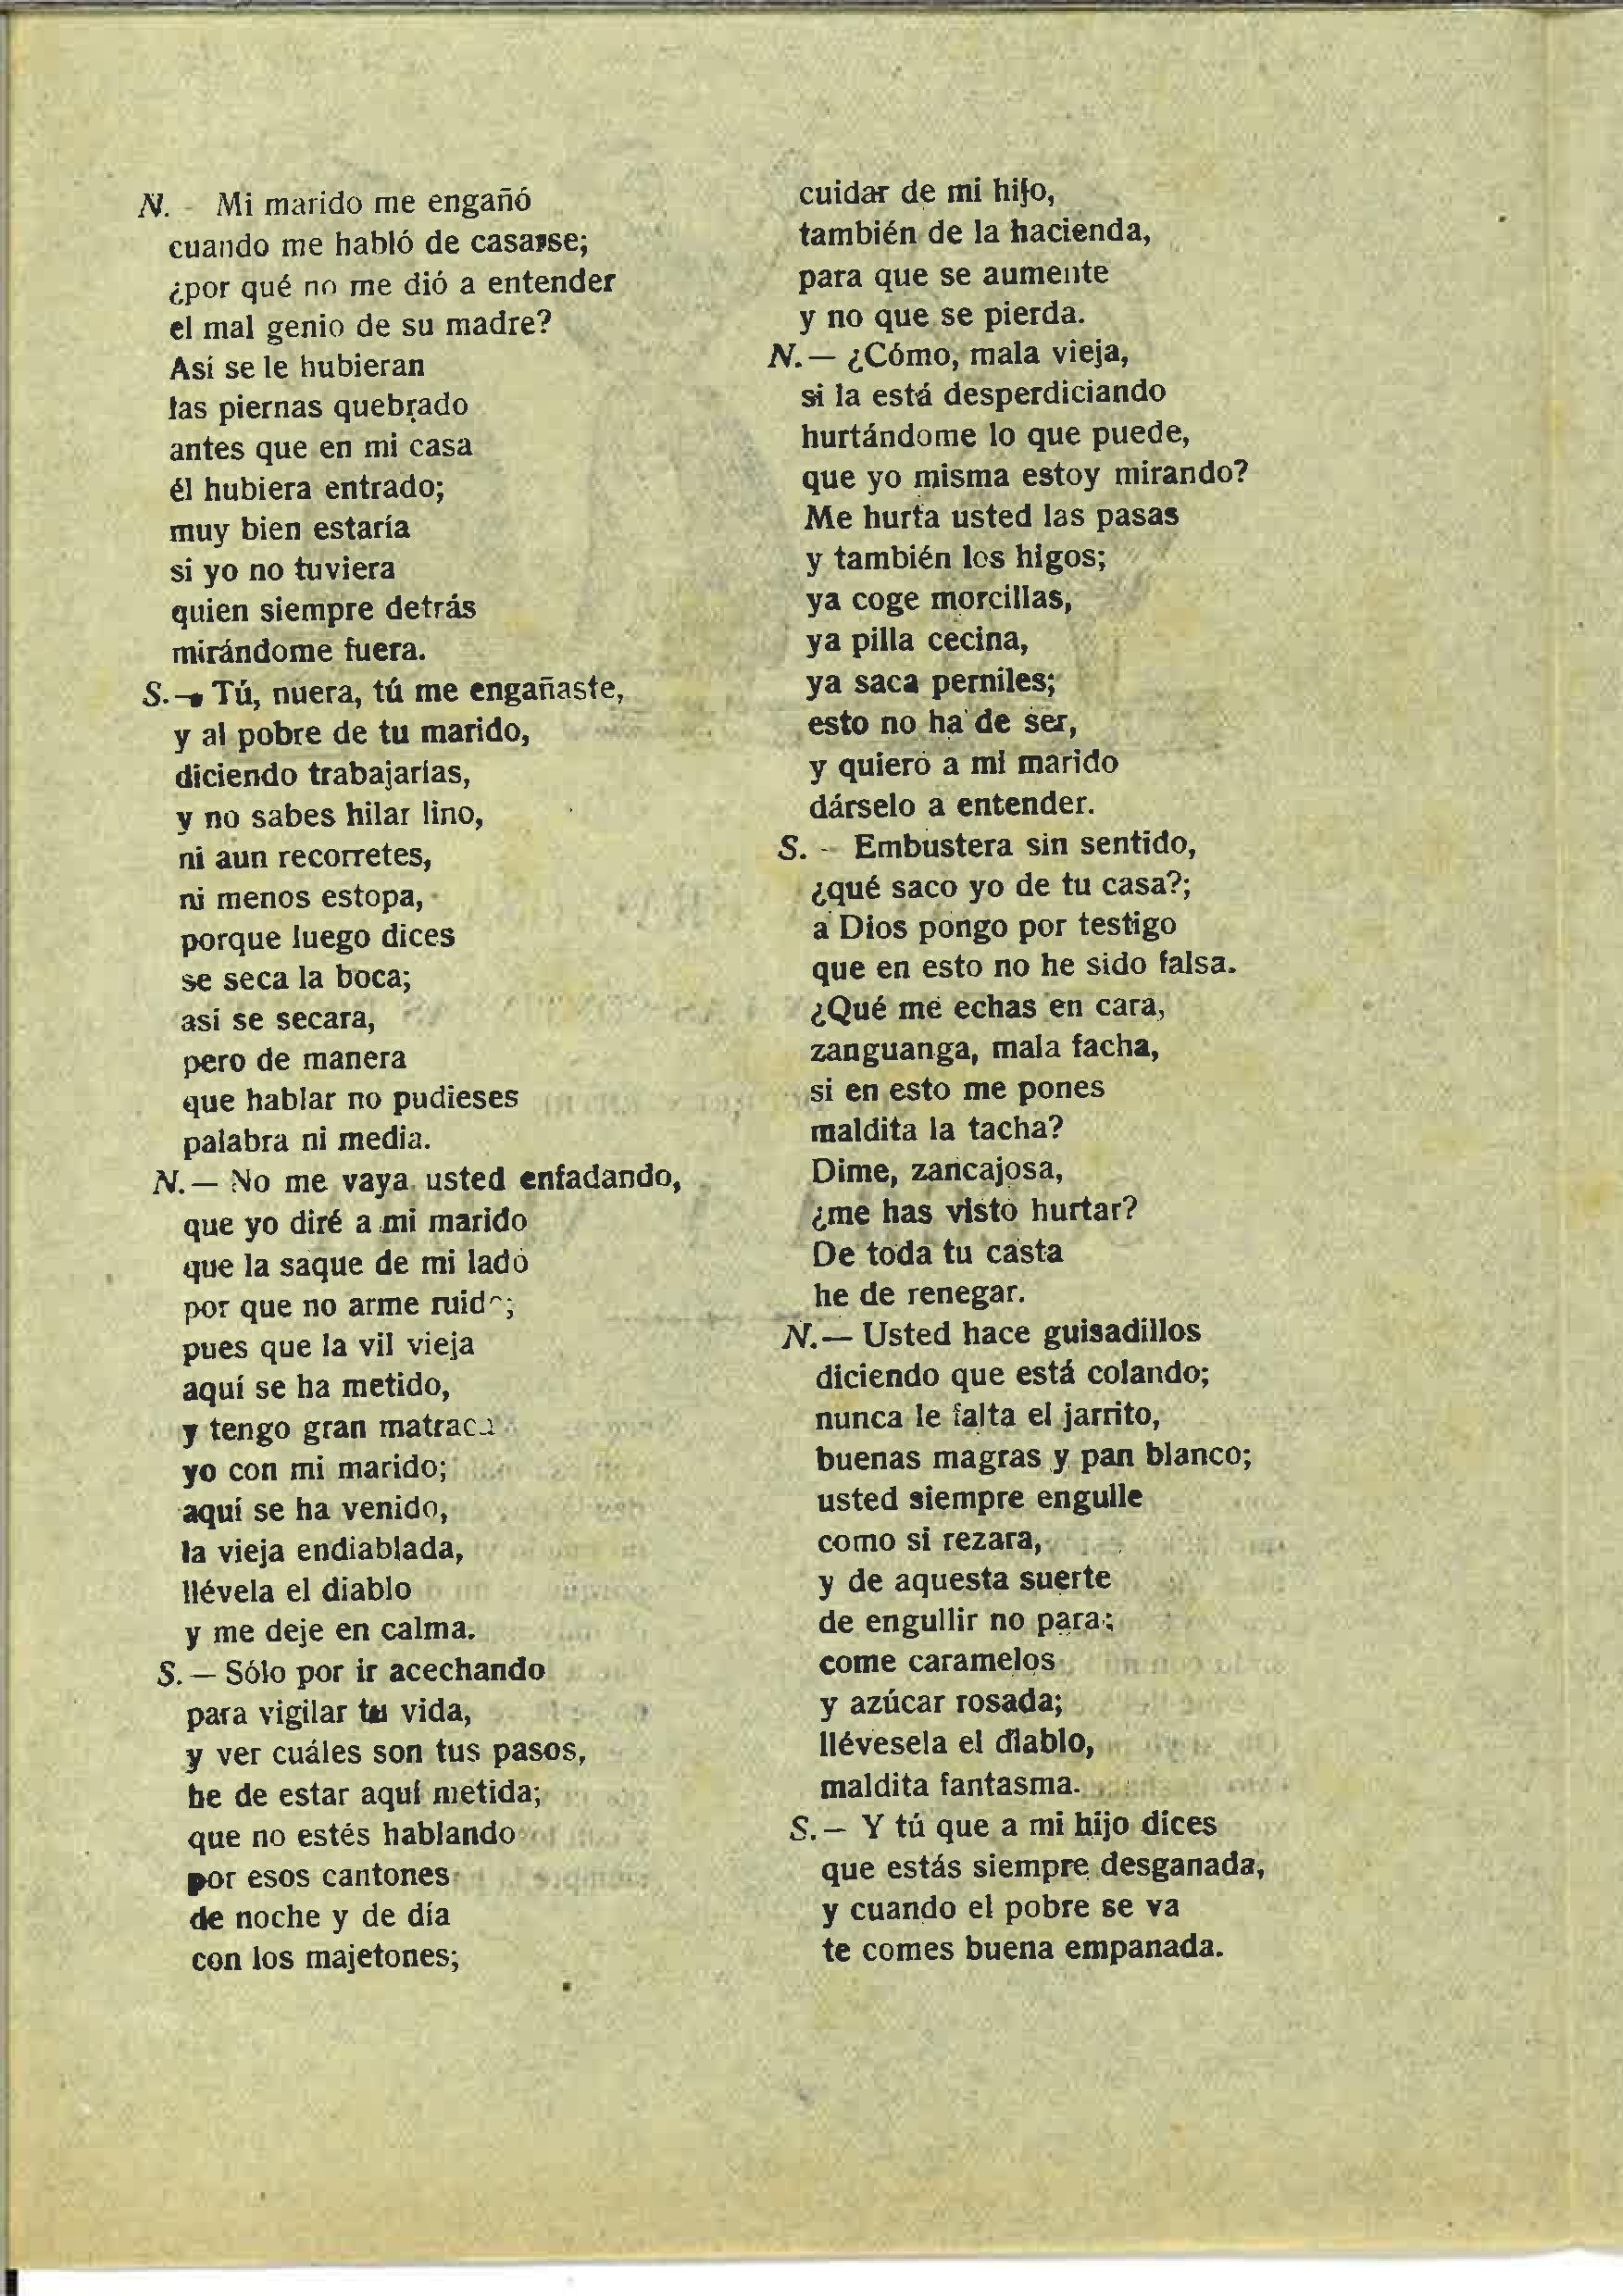 N. - Mi marido me engañó
cuando me habló de casarse;
¿por qué no me dió a entender
el mal genio de su madre?
Así se le hubieran
las piernas quebrado
antes que en mi casa
él hubiera entrado;
muy bien estaría
si yo no tuviera
quien siempre detrás
mirándome fuera.
S.— Tú, nuera, tú me engañaste,
y al pobre de tu marido,
diciendo trabajarías,
y no sabes hilar lino,
ni aun recorretes,
ni menos estopa,
porque luego dices
se seca la boca;
asi se secara,
pero de manera
que hablar no pudieses
palabra ni media.
N.— No me vaya usted enfadando,
que yo diré a mi marido
que la saque de mi lado
por que no arme ruido;
pues que la vil vieja
aquí se ha metido,
y tengo gran matraca
yo con mi marido;
aquí se ha venido,
la vieja endiablada,
llévela el diablo
y me deje en calma.
S. — Sólo por ir acechando
para vigilar tu vida,
y ver cuáles son tus pasos,
he de estar aquí metida;
que no estés hablando
por esos cantones
de noche y de día
con los majetones;
cuidar de mi hijo,
también de la hacienda,
para que se aumente
y no que se pierda.
N.— ¿Cómo, mala vieja,
si la está desperdiciando
hurtándome lo que puede,
que yo misma estoy mirando?
Me hurta usted las pasas
y también los higos;
ya coge morcillas,
ya pilla cecina,
ya saca perniles;
esto no ha de ser,
y quiero a mi marido
dárselo a entender.
S. - Embustera sin sentido,
¿qué saco yo de tu casa?;
a Dios pongo por testigo
que en esto no he sido falsa.
¿Qué me echas en cara,
zanguanga, mala facha,
si en esto me pones
maldita la tacha?
Dime, zancajosa,
¿me has visto hurtar?
De toda tu casta
he de renegar.
N.— Usted hace guisadillos
diciendo que está colando;
nunca le falta el jarrito,
buenas magras y pan blanco;
usted siempre engulle
como si rezara,
y de aquesta suerte
de engullir no para;
come caramelos
y azúcar rosada;
llévesela el diablo,
maldita fantasma.
S.— Y tú que a mi hijo dices
que estás siempre desganada,
y cuando el pobre se va
te comes buena empanada.